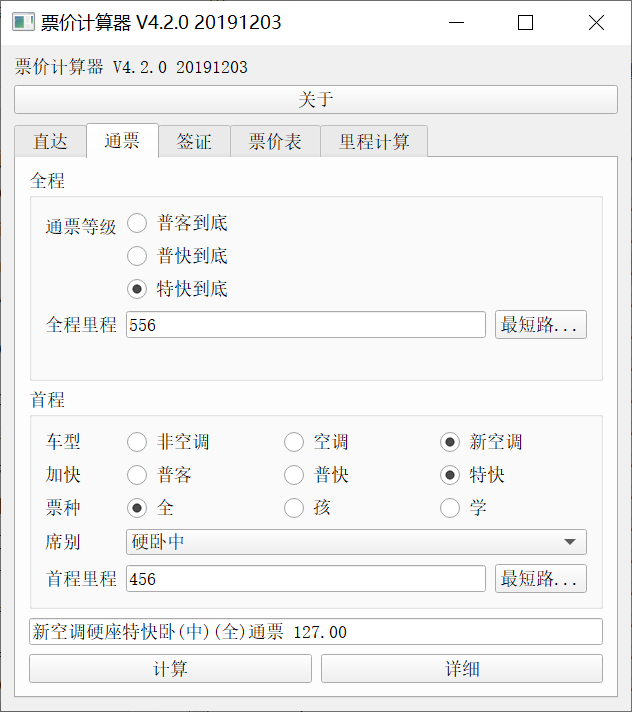 票价计算器 V4.2.0 20191203
票价计算器 V4.2.0 20191203
关于
直达 通票 签证 票价表 里程计算
全程
通票等级 普客到底
普快到底
特快到底
全程里程 556 最短路...
首程
车型 非空调 空调 新空调
加快 普客 普快 特快
票种 全 孩 学
席别 硬卧中
首程里程 456 最短路...
新空调硬座特快卧(中)(全)通票 127.00
计算 详细